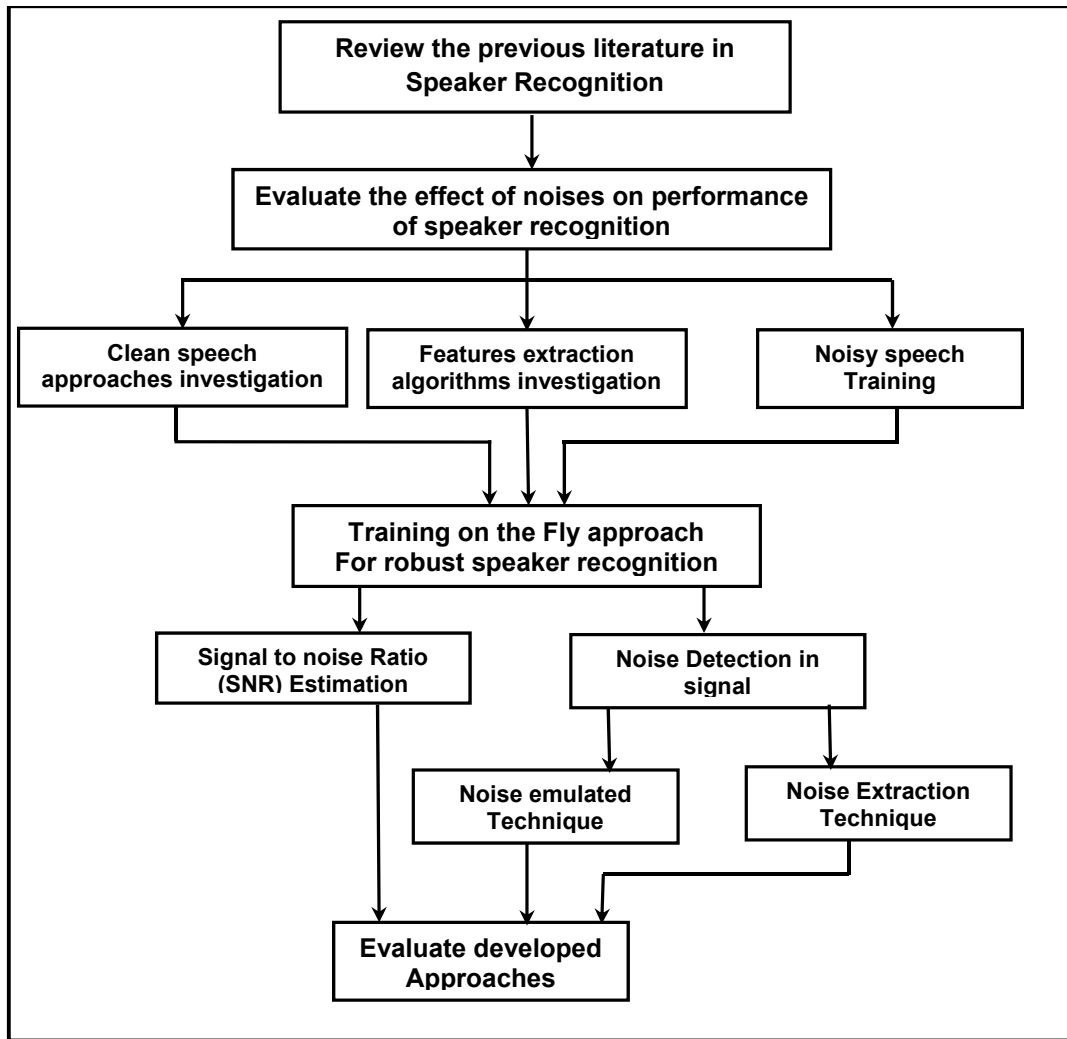 Review the previous literature in
Speaker Recognition
Evaluate the effect of noises on performance
of speaker recognition
Clean speech
approaches investigation
Features extraction
algorithms investigation
Noisy speech
Training
Training on the Fly approach
For robust speaker recognition
Signal to noise Ratio
(SNR) Estimation
Noise Detection in
signal
Noise emulated
Technique
Noise Extraction
Technique
Evaluate developed
Approaches